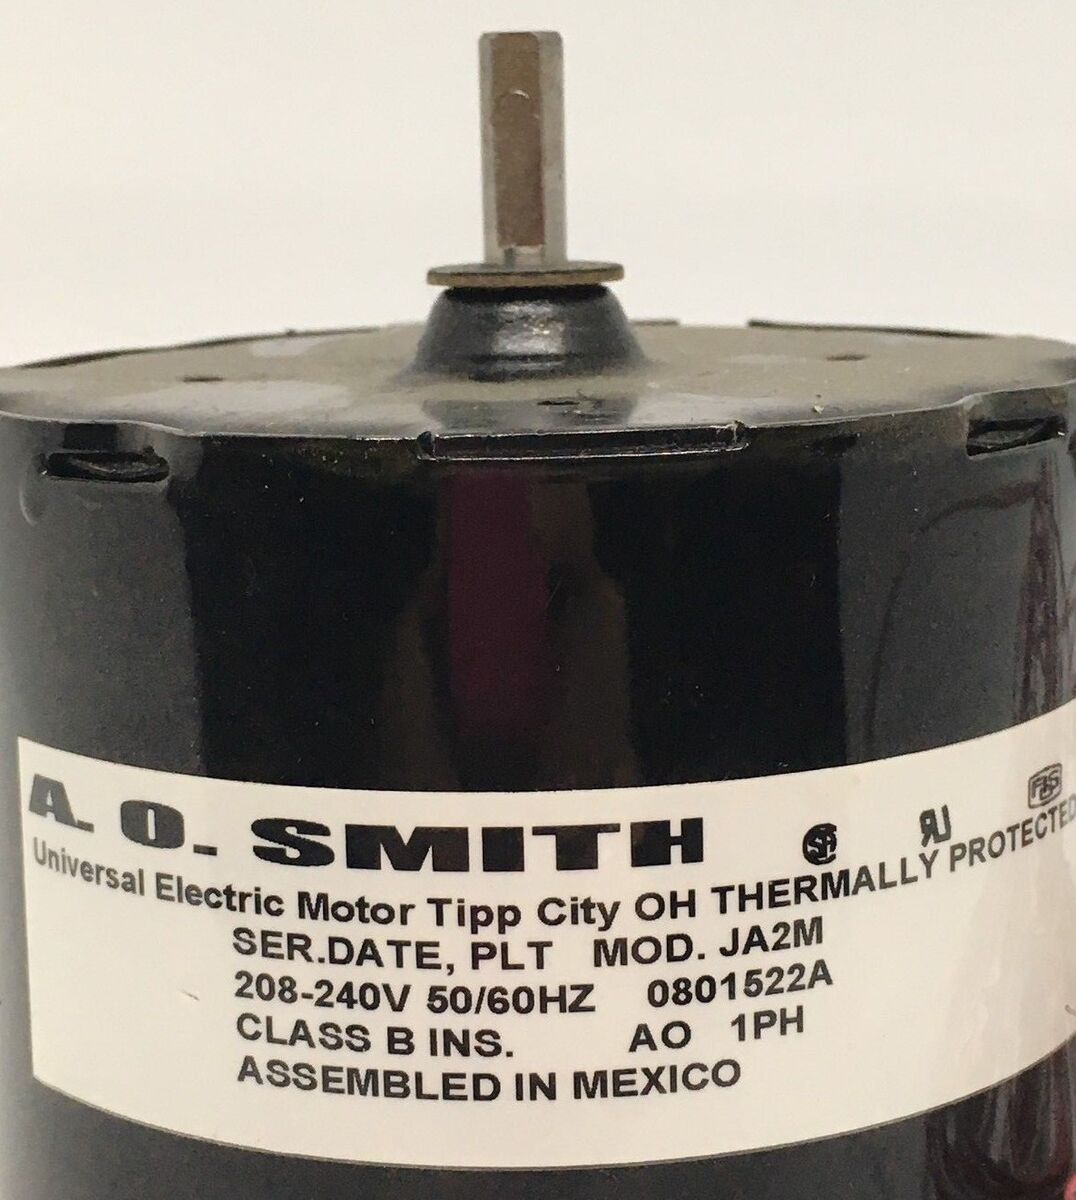 A. O. SMITH
Universal Electric Motor Tipp City OH THERMALLY PROTECTED
SER.DATE, PLT MOD. JA2M
208-240V 50/60HZ 0801522A
CLASS B INS. AO 1PH
ASSEMBLED IN MEXICO